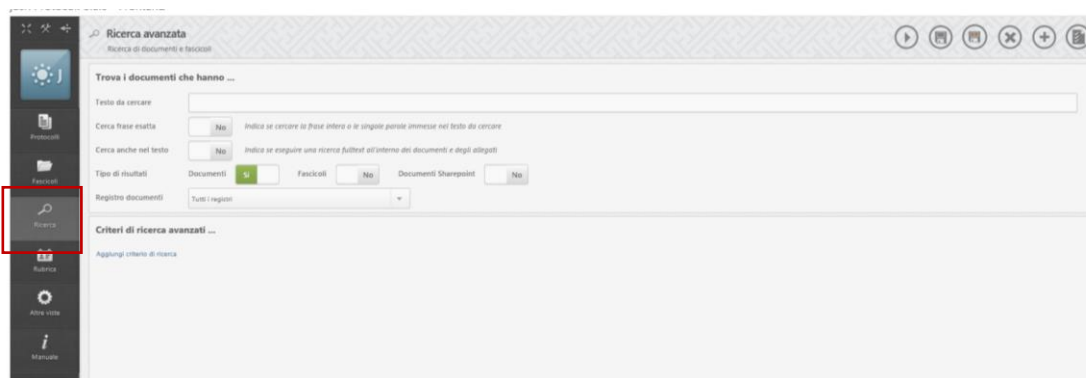 Ricerca avanzata
Ricerca di documenti e fascicoli
J
Trova i documenti che hanno ...
Testo da cercare
Protocolli
Cerca frase esatta No Indica se cercare la frase intera o le singole parole immesse nel testo da cercare
Cerca anche nel testo No Indica se eseguire una ricerca fulltext all'interno dei documenti e degli allegati
Fascicoli
Tipo di risultati Documenti Si Fascicoli No Documenti Sharepoint No
Registro documenti Tutti i registri
Ricerca
Criteri di ricerca avanzati ...
Aggiungi criterio di ricerca
Rubrica
Altre viste
Manuale